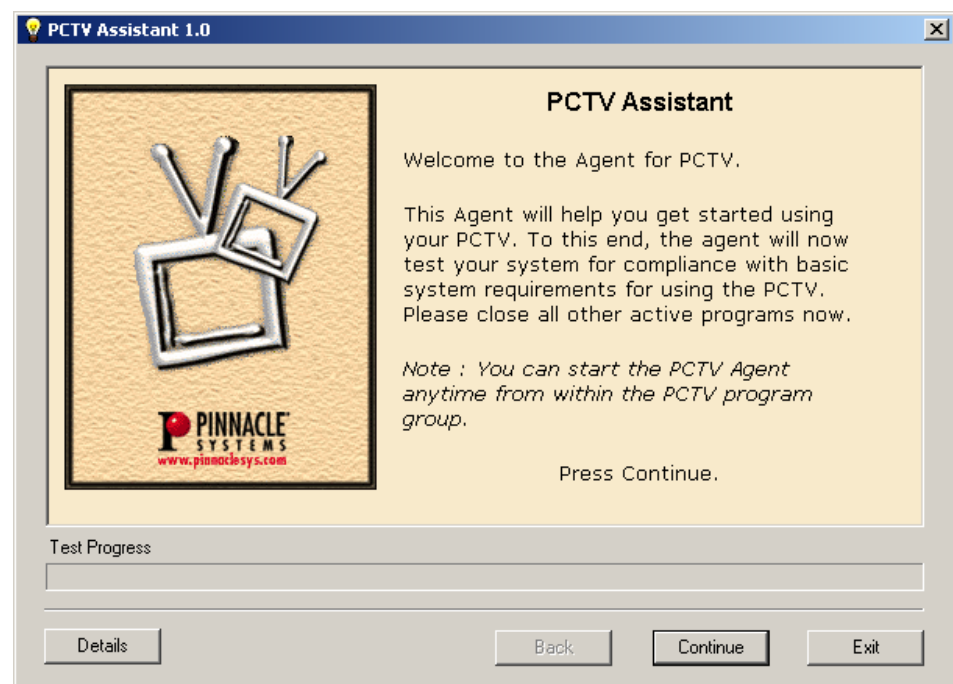 PCTV Assistant 1.0
PCTV Assistant
Welcome to the Agent for PCTV.
This Agent will help you get started using
your PCTV. To this end, the agent will now
test your system for compliance with basic
system requirements for using the PCTV.
Please close all other active programs now.
Note : You can start the PCTV Agent
anytime from within the PCTV program
group.
Press Continue.
PINNACLE
SYSTEMS
www.pinnaclesys.com
Test Progress
Details
Back
Continue
Exit